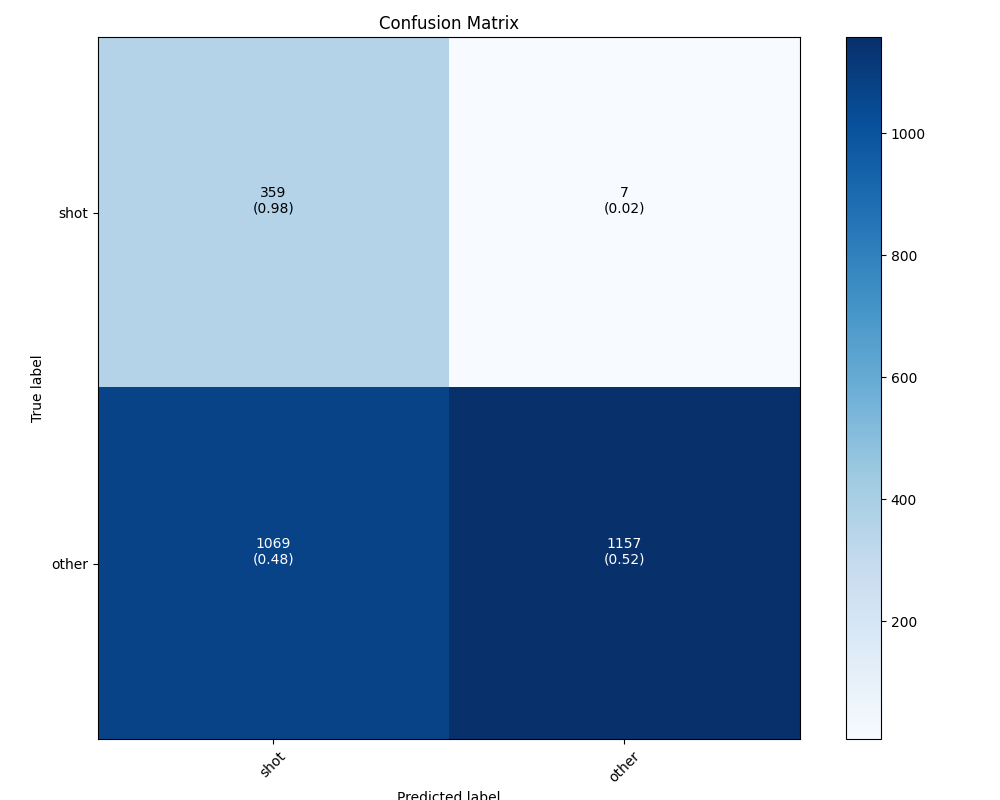 Confusion Matrix
shot
359
(0.98)
7
(0.02)
True label
other
1069
(0.48)
1157
(0.52)
shot
other
Predicted label
1000
800
600
400
200